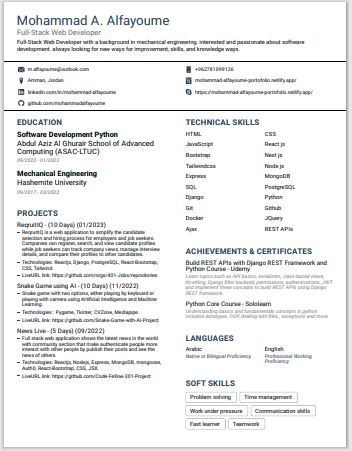 Mohammad A. Alfayoume
Full-Stack Web Developer
Full-Stack Web Developer with a background in mechanical engineering. interested and passionate about software
development. always looking for new ways for improvement, skills, and knowledge ways.
m.alfayoume@outlook.com
+962781099126
Amman, Jordan
mohammad-alfayoume-portofolio.netlify.app/
linkedin.com/in/mohammad-alfayoume
https://mohammad-alfayoume-portofolio.netlify.app/
github.com/mohammadalfayoume
EDUCATION
Software Development Python
Abdul Aziz Al Ghurair School of Advanced
Computing (ASAC-LTUC)
09/2022 - 01/2023
Mechanical Engineering
Hashemite University
09/2017 - 03/2022
PROJECTS
RequritIQ - (10 Days) (01/2023)
RequritIQ is a web application to simplify the candidate
selection and hiring process for employers and job seekers.
Companies can register, search, and view candidate profiles
while job seekers can track company views, manage interview
details, and compare their profiles to other candidates.
Technologies: Reactjs, Django, PostgreSQL, React-Bootstrap,
CSS, Tailwind.
LiveURL link: https://github.com/orgs/401-Jobs/repositories
Snake Game using AI - (10 Days) (11/2022)
Snake game with two options, either playing by keyboard or
playing with camera using Artificial Intelligence and Machine
Learning.
Technologies: Pygame, Tkinter, CVZone, Mediapipe.
LiveURL link: https://github.com/Snake-Game-with-AI-Project
News Live - (5 Days) (09/2022)
Full stack web application shows the latest news in the world
with community section that make authenticated people more
interact with other people by publish their posts and see the
news of others.
Technologies: Reactjs, Nodejs, Express, MongoDB, mongoose,
Auth0, React-Bootstrap, CSS, JSX.
LiveURL link: https://github.com/Code-Fellow-301-Project
TECHNICAL SKILLS
HTML CSS
JavaScript React js
Bootstrap Next js
Tailwindcss Node js
Express MongoDB
SQL PostgreSQL
Django Python
Git Github
Docker JQuery
Ajax REST APIs
ACHIEVEMENTS & CERTIFICATES
Build REST APIs with Django REST Framework and
Python Course - Udemy
Learn topics such as API basics, serializers, class-based views,
throttling, Django filter backend, permissions, authentications, JWT
and implement these concepts to build REST APIs using Django
REST framework.
Python Core Course - Sololearn
Understanding basics and fundamental concepts in python
included datatypes, OOP, dealing with files, exceptions and more
LANGUAGES
Arabic
Native or Bilingual Proficiency
English
Professional Working
Proficiency
SOFT SKILLS
Problem solving Time management
Work under pressure Communication skills
Fast learner Teamwork